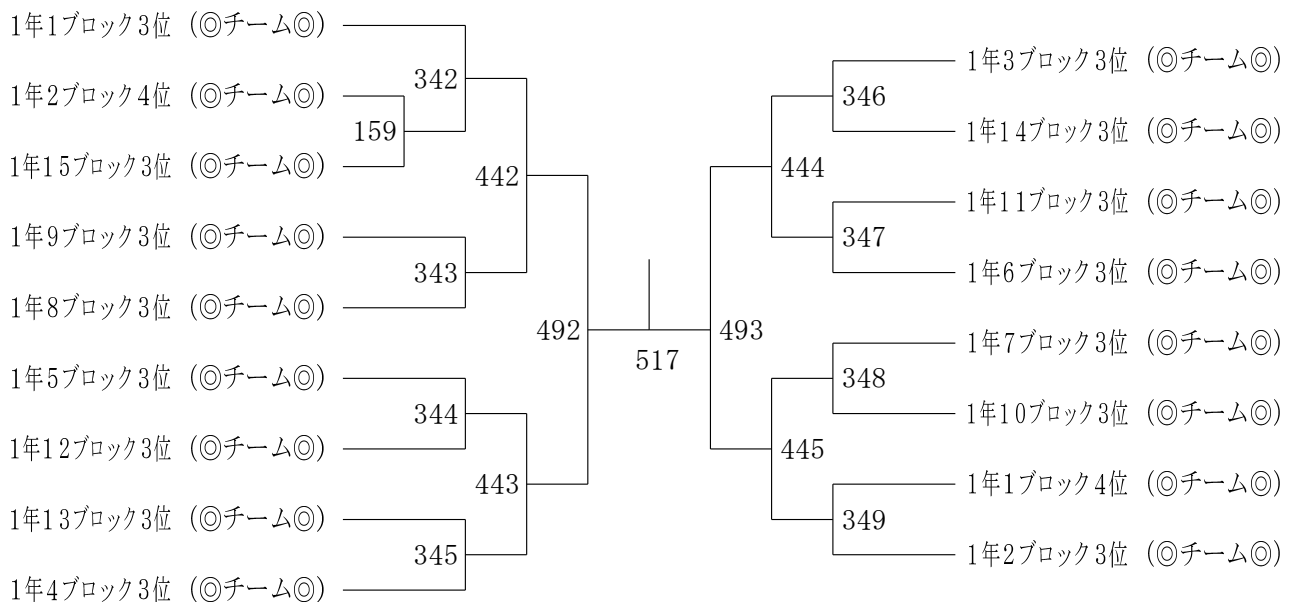 1年1ブロック3位 (◎チーム◎)
1年2ブロック4位 (◎チーム◎)
1年15ブロック3位 (◎チーム◎)
1年9ブロック3位 (◎チーム◎)
1年8ブロック3位 (◎チーム◎)
1年5ブロック3位 (◎チーム◎)
1年12ブロック3位 (◎チーム◎)
1年13ブロック3位 (◎チーム◎)
1年4ブロック3位 (◎チーム◎)
159
342
343
344
345
442
443
492
517
493
444
445
346
347
348
349
1年3ブロック3位 (◎チーム◎)
1年14ブロック3位 (◎チーム◎)
1年11ブロック3位 (◎チーム◎)
1年6ブロック3位 (◎チーム◎)
1年7ブロック3位 (◎チーム◎)
1年10ブロック3位 (◎チーム◎)
1年1ブロック4位 (◎チーム◎)
1年2ブロック3位 (◎チーム◎)